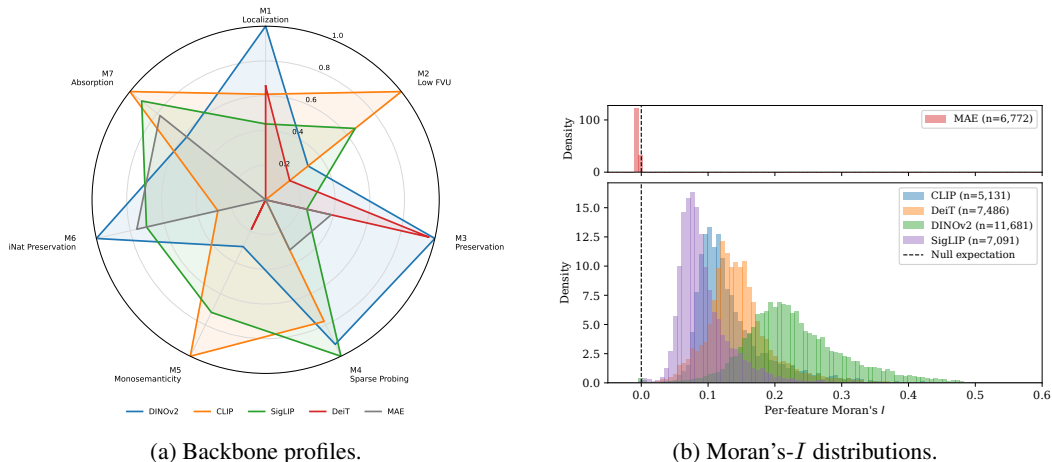 M1
Localization
1.0
0.8
0.6
0.4
0.2
M7
Absorption
M2
Low FVU
M6
iNat Preservation
M3
Preservation
M5
Monosemanticity
M4
Sparse Probing
DINOv2
CLIP
SigLIP
DeiT
MAE
(a) Backbone profiles.
100
0
Density
MAE (n=6,772)
15.0
12.5
10.0
7.5
5.0
2.5
0.0
Density
CLIP (n=5,131)
DeiT (n=7,486)
DINOv2 (n=11,681)
SigLIP (n=7,091)
Null expectation
0.0 0.1 0.2 0.3 0.4 0.5 0.6
Per-feature Moran's I
(b) Moran's-I distributions.